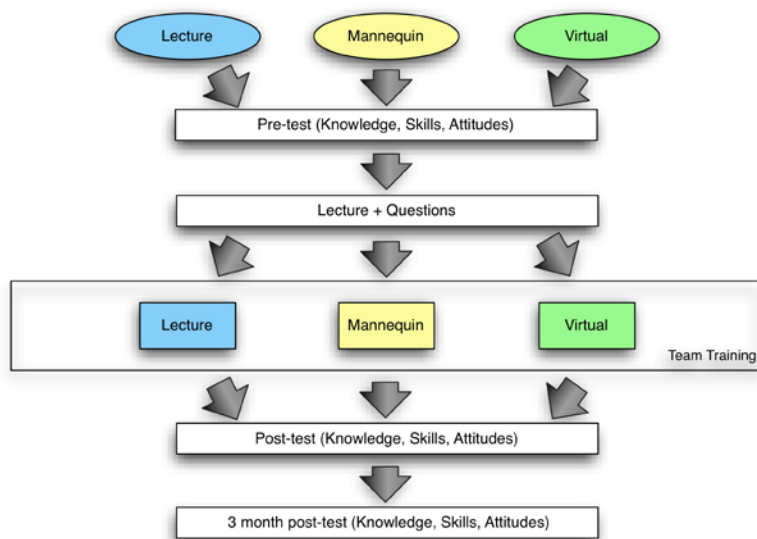 Lecture
Mannequin
Virtual
Pre-test (Knowledge, Skills, Attitudes)
Lecture + Questions
Lecture
Mannequin
Virtual
Team Training
Post-test (Knowledge, Skills, Attitudes)
3 month post-test (Knowledge, Skills, Attitudes)